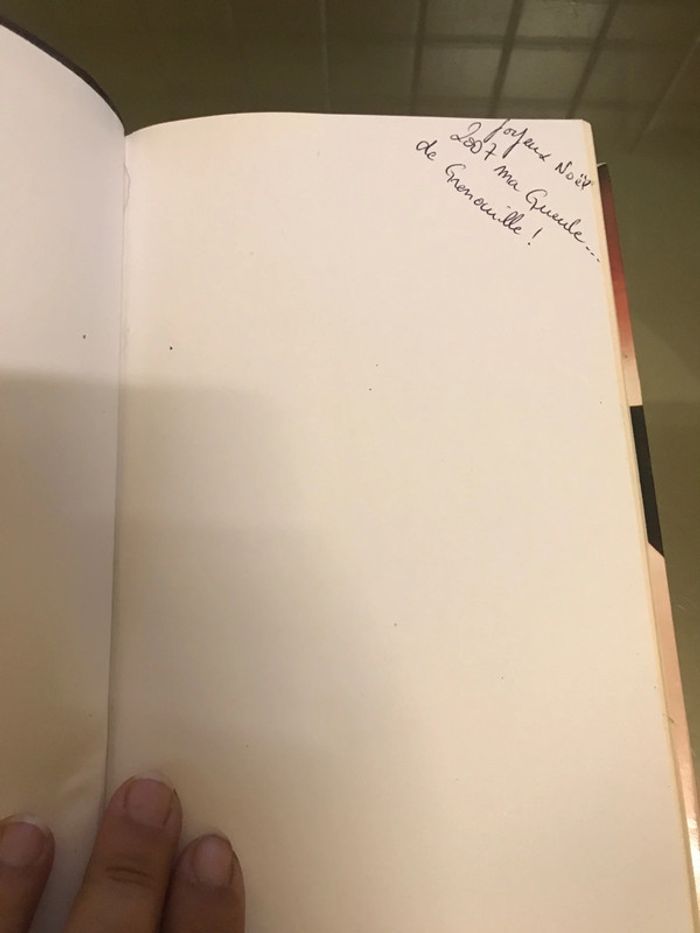 Joyeux Noël
2007 ma Gueule...
de Grenouille !